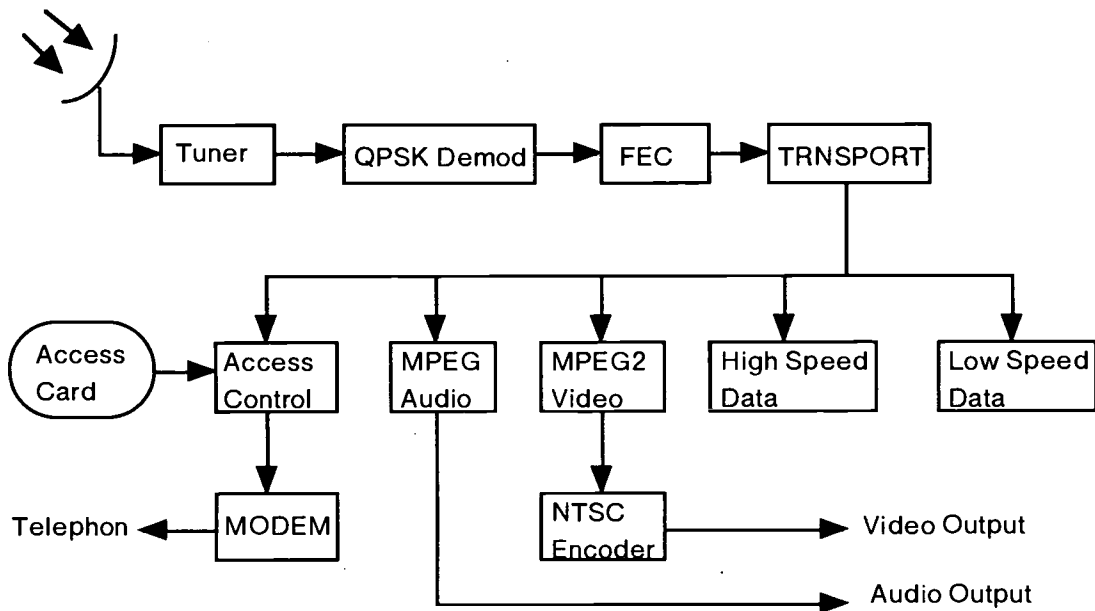 Tuner
QPSK Demod
FEC
TRNSPORT
Access
Card
Access
Control
MPEG
Audio
MPEG2
Video
High Speed
Data
Low Speed
Data
Telephon
MODEM
NTSC
Encoder
Video Output
Audio Output